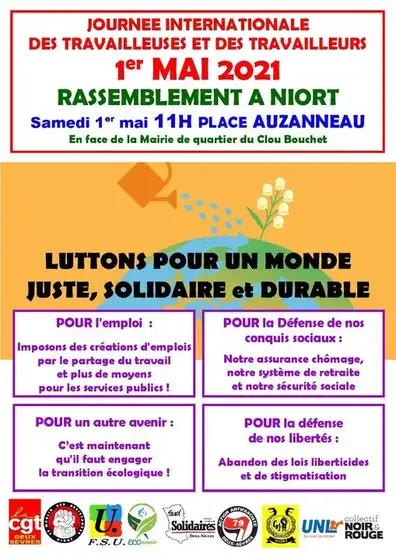 JOURNEE INTERNATIONALE
DES TRAVAILLEUSES ET DES TRAVAILLEURS
1er MAI 2021
RASSEMBLEMENT A NIORT
Samedi 1er mai 11H PLACE AUZANNEAU
En face de la Mairie de quartier du Clou Bouchet
LUTTONS POUR UN MONDE
JUSTE, SOLIDAIRE et DURABLE
POUR l'emploi :
Imposons des créations d'emplois
par le partage du travail
et plus de moyens
pour les services publics !
POUR la Défense de nos
conquis sociaux :
Notre assurance chômage,
notre système de retraite
et notre sécurité sociale
POUR un autre avenir :
C'est maintenant
qu'il faut engager
la transition écologique !
POUR la défense
de nos libertés :
Abandon des lois liberticides
et de stigmatisation
cgt
DEUX
SEVRES
U.
F.S.U.
Sud
Solidaires
Deux-Sèvres
79
UNL
collectif
NOIR&
ROUGE